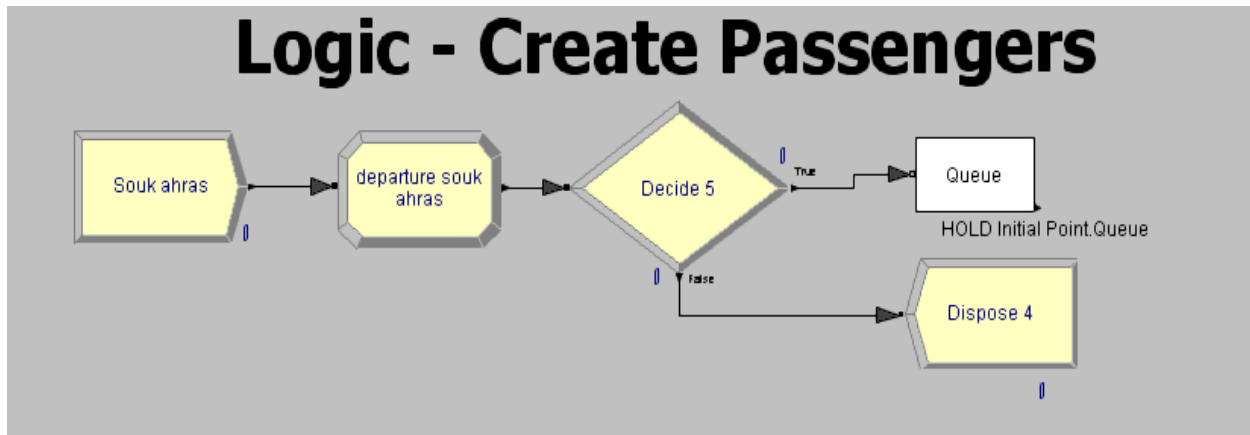 Logic - Create Passengers
Souk ahras
0
departure souk
ahras
Decide 5
0
True
0
False
Queue
HOLD Initial Point.Queue
Dispose 4
0